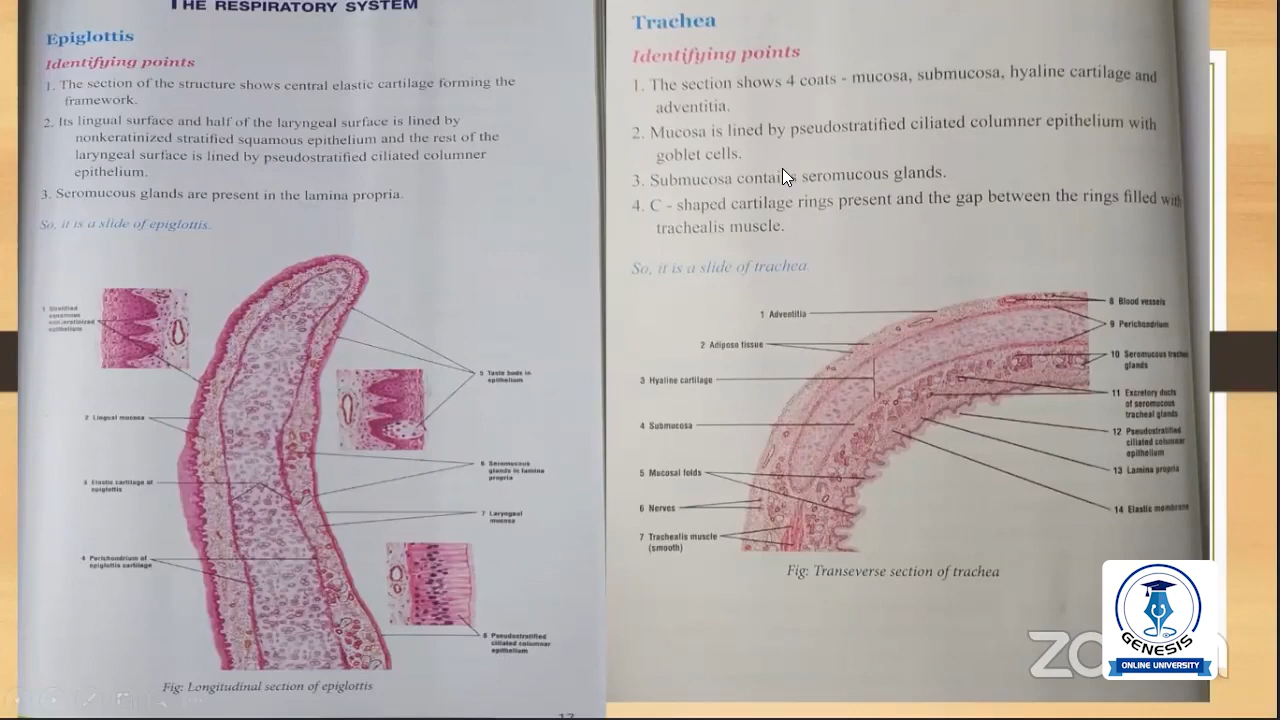 THE RESPIRATORY SYSTEM
Epiglottis
Identifying points
1. The section of the structure shows central elastic cartilage forming the
framework.
2. Its lingual surface and half of the laryngeal surface is lined by
nonkeratinized stratified squamous epithelium and the rest of the
laryngeal surface is lined by pseudostratified ciliated columner
epithelium.
3. Seromucous glands are present in the lamina propria.
So, it is a slide of epiglottis.
1 Stratified
squamous
epithelium
2 Lingual mucosa
3 Elastic cartilage of
epiglottis
4 Perichondrium of
epiglottis cartilage
5 Taste buds in
epithelium
6 Seromucous
glands in lamina
propria
7 Laryngeal
mucosa
8 Pseudostratified
ciliated columnar
epithelium
Fig: Longitudinal section of epiglottis
Trachea
Identifying points
1. The section shows 4 coats - mucosa, submucosa, hyaline cartilage and
adventitia.
2. Mucosa is lined by pseudostratified ciliated columner epithelium with
goblet cells.
3. Submucosa contains seromucous glands.
4. C - shaped cartilage rings present and the gap between the rings filled with
trachealis muscle.
So, it is a slide of trachea.
1 Adventitia
2 Adipose tissue
3 Hyaline cartilage
4 Submucosa
5 Mucosal folds
6 Nerves
7 Trachealis muscle
(smooth)
8 Blood vessels
9 Perichondrium
10 Seromucous tracheal
glands
11 Excretory ducts
of seromucous
tracheal glands
12 Pseudostratified
ciliated columnar
epithelium
13 Lamina propria
14 Elastic membrane
Fig: Transeverse section of trachea
GENESIS
ONLINE UNIVERSITY